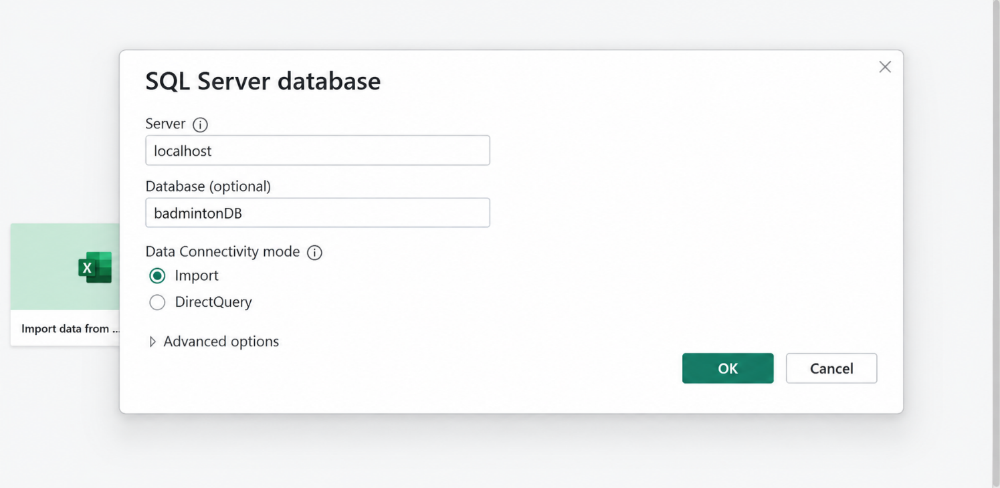 SQL Server database
Server
localhost
Database (optional)
badmintonDB
Data Connectivity mode
Import
DirectQuery
Advanced options
OK
Cancel
X
Import data from ...